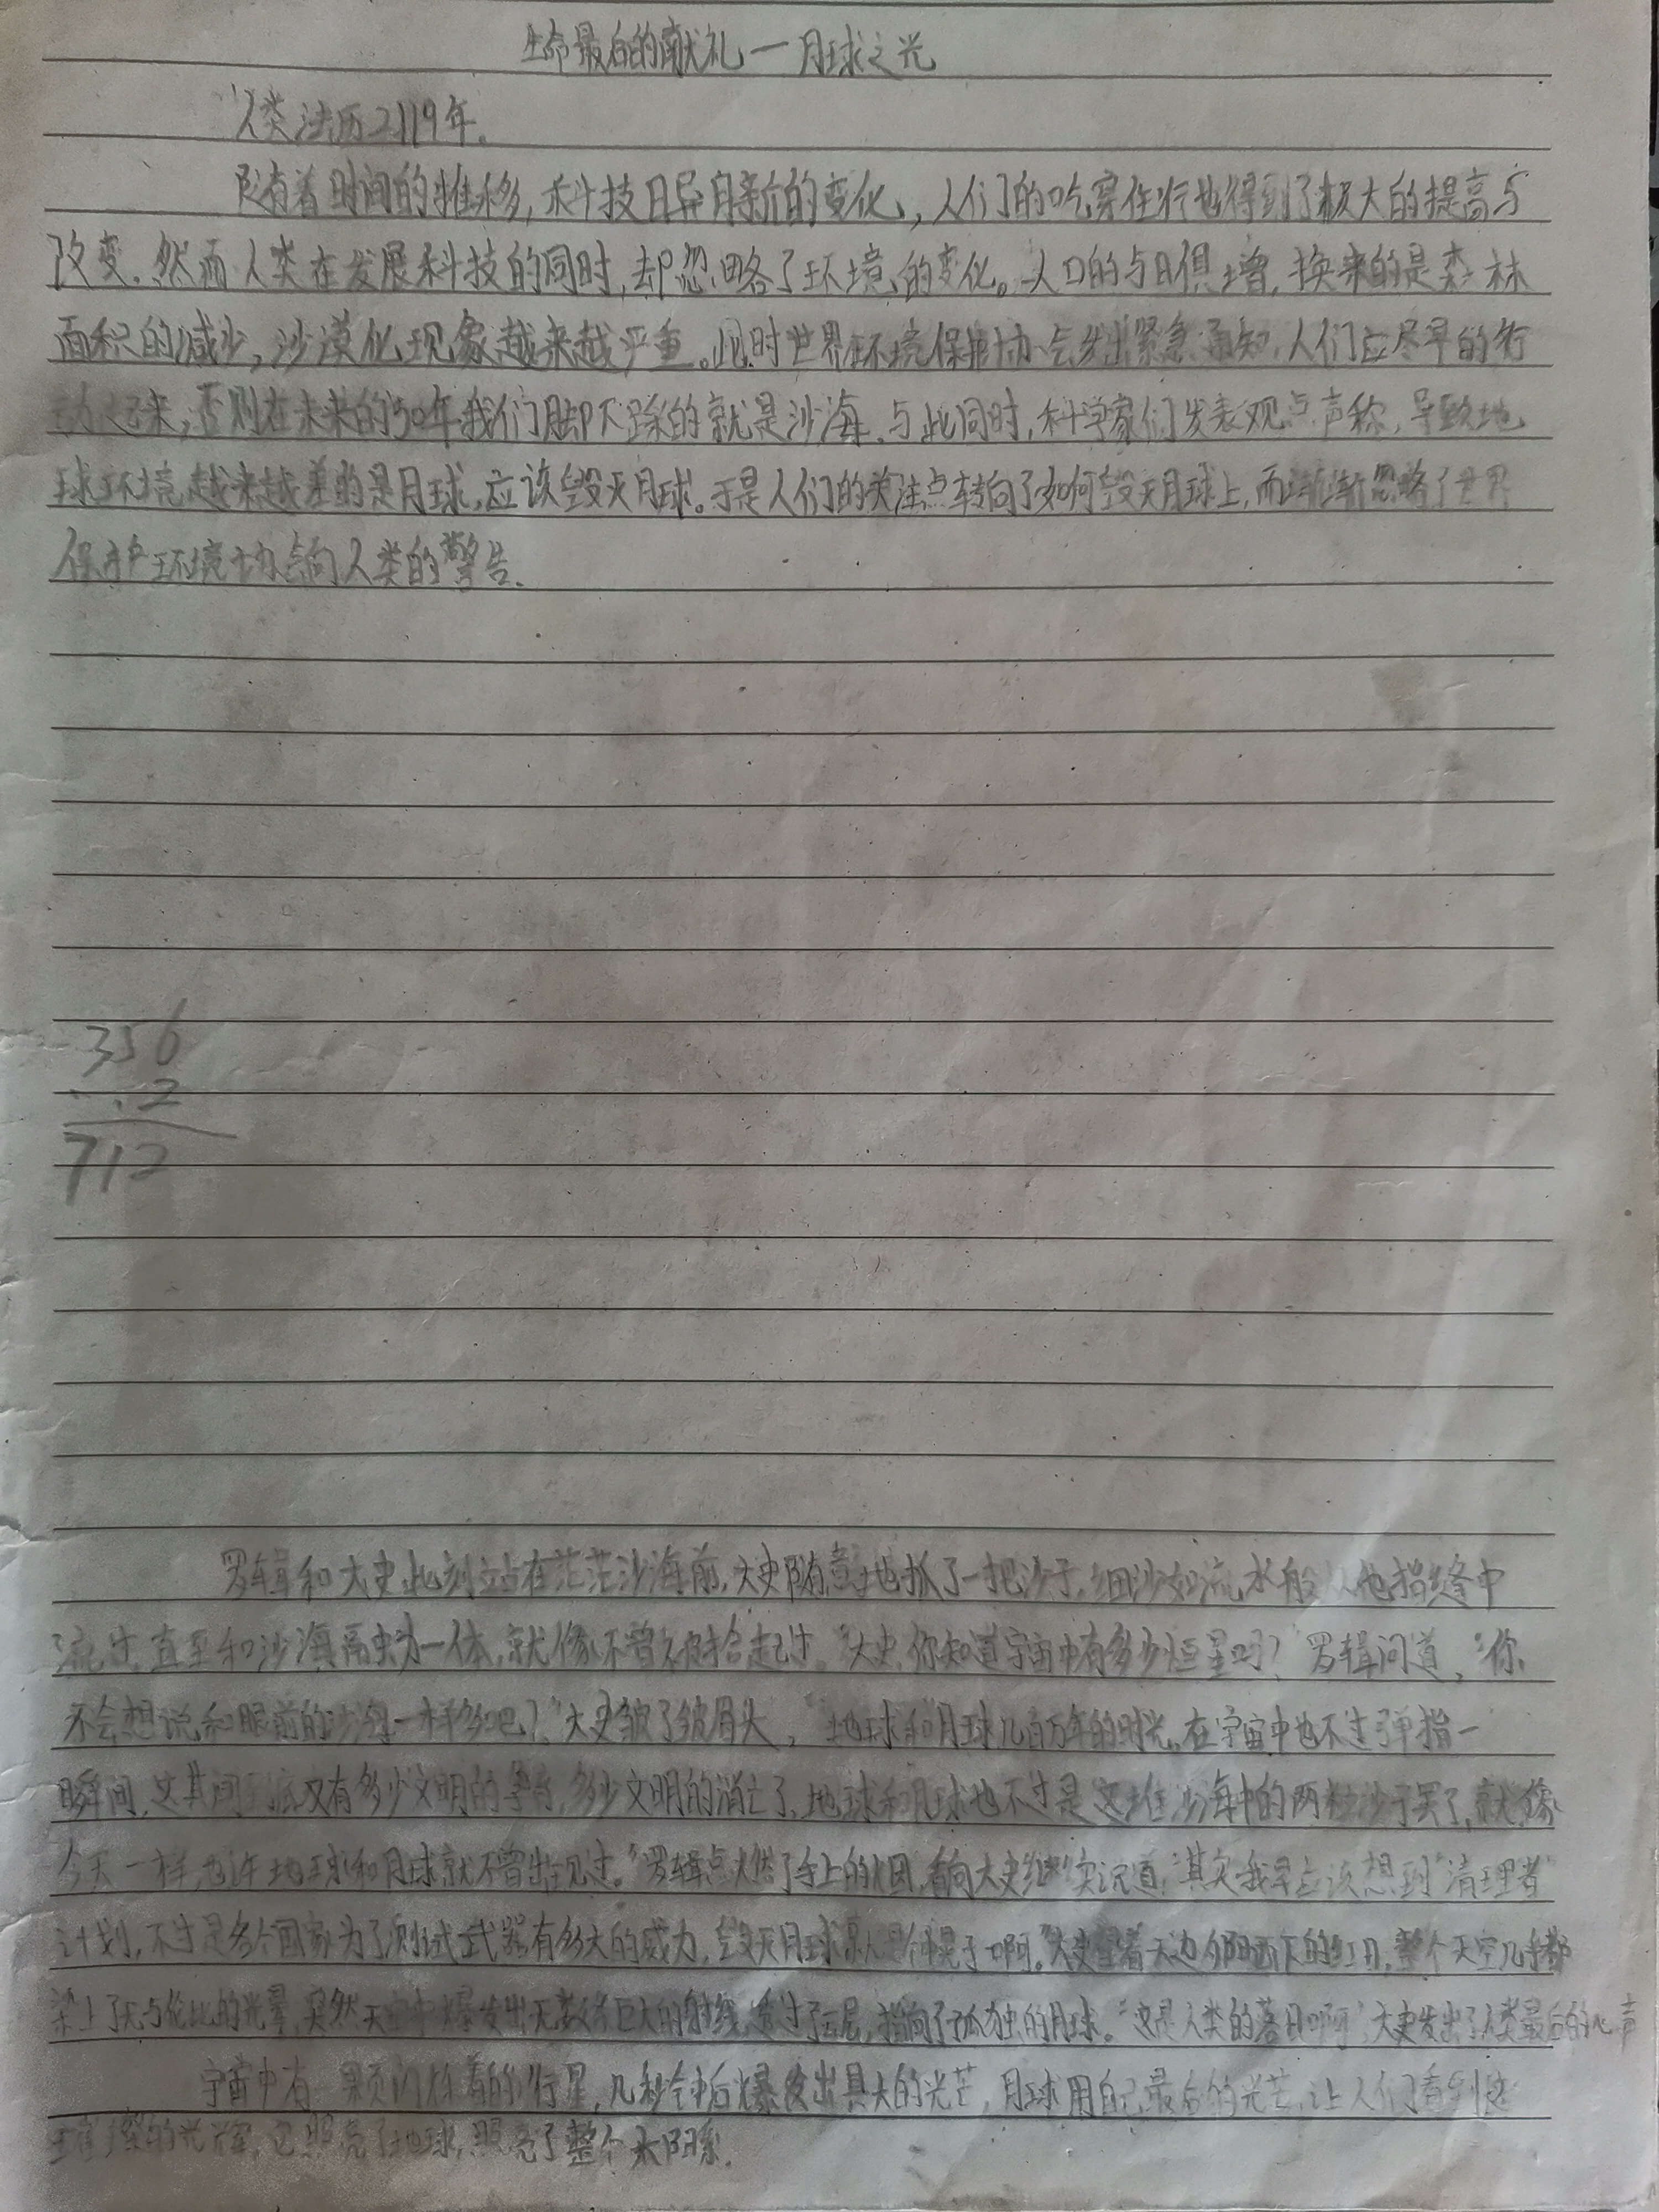 生命最后的献礼一月球之光
人类法历2119年.
随着时间的推移,科技日异月新的变化,人们的吃穿住行也得到了极大的提高与
改变.然而人类在发展科技的同时,却忽略了环境的变化。人口的与日俱增,换来的是森林
面积的减少,沙漠化现象越来越严重。此时世界环境保护协会发出紧急通知,人们应尽早的行
动起来,否则在未来的50年我们脚下踩的就是沙海.与此同时,科学家们发表观点声称,导致地
球环境越来越差的是月球,应该毁灭月球。于是人们的关注点转向了如何毁灭月球上,而渐渐忽略了世界
保护环境协会向人类的警告.
356
2
712
罗辑和大史此刻站在茫茫沙海前,大史随意地抓了一把沙子,细沙如流水般从他指缝中
流过,直至和沙海融为一体,就像不曾被拾起过。"大史,你知道宇宙中有多少恒星吗?"罗辑问道,"你
不会想说和眼前的沙海一样多吧?"大史皱了皱眉头,"地球和月球几百万年的时光,在宇宙中也不过弹指一
瞬间,这其间到底又有多少文明的,多少文明的消亡了,地球和月球也不过是这堆沙海中的两粒沙子罢了,就像
今天一样,也许地球和月球就不曾出现过。"罗辑点燃了手上的烟,看向大史继续说道:"其实我早应该想到"清理者"
计划,不过是各个国家为了测试武器有多大的威力,毁灭月球就是个幌子啊。"大史望着天边夕阳西下的红日,整个天空几乎都
染上了无与伦比的光晕,突然天空中爆发出无数条巨大的射线,透过了云层,指向了孤独的月球。"这是人类的落日啊"大史发出了人类最后的心声
宇宙中有一颗闪烁着的行星,几秒钟后爆发出具大的光芒,月球用自己最后的光芒,让人们看到这
璀璨的光辉,它照亮了地球,照亮了整个太阳系.